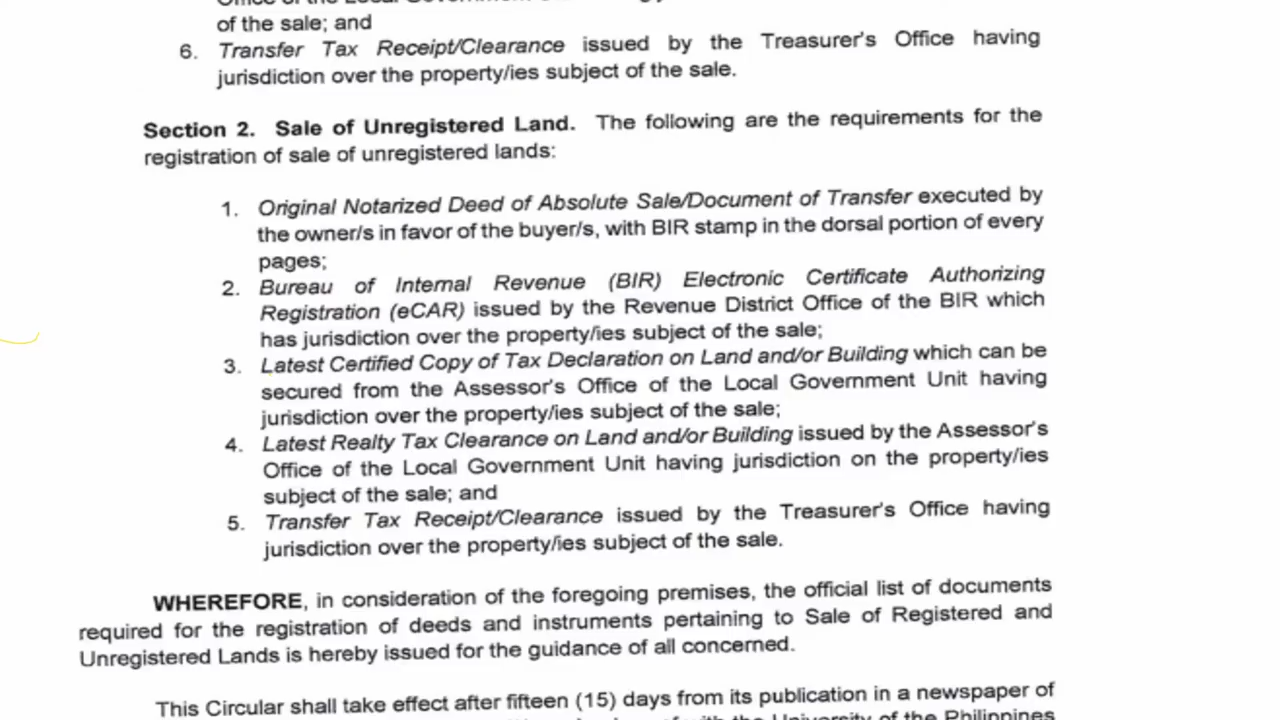 of the sale; and
6. Transfer Tax Receipt/Clearance issued by the Treasurer's Office having
jurisdiction over the property/ies subject of the sale.
Section 2. Sale of Unregistered Land. The following are the requirements for the
registration of sale of unregistered lands:
1. Original Notarized Deed of Absolute Sale/Document of Transfer executed by
the owner/s in favor of the buyer/s, with BIR stamp in the dorsal portion of every
pages;
2. Bureau of Internal Revenue (BIR) Electronic Certificate Authorizing
Registration (eCAR) issued by the Revenue District Office of the BIR which
has jurisdiction over the property/ies subject of the sale;
3. Latest Certified Copy of Tax Declaration on Land and/or Building which can be
secured from the Assessor's Office of the Local Government Unit having
jurisdiction over the property/ies subject of the sale;
4. Latest Realty Tax Clearance on Land and/or Building issued by the Assessor's
Office of the Local Government Unit having jurisdiction on the property/ies
subject of the sale; and
5. Transfer Tax Receipt/Clearance issued by the Treasurer's Office having
jurisdiction over the property/ies subject of the sale.
WHEREFORE, in consideration of the foregoing premises, the official list of documents
required for the registration of deeds and instruments pertaining to Sale of Registered and
Unregistered Lands is hereby issued for the guidance of all concerned.
This Circular shall take effect after fifteen (15) days from its publication in a newspaper of
with the University of the Philippines